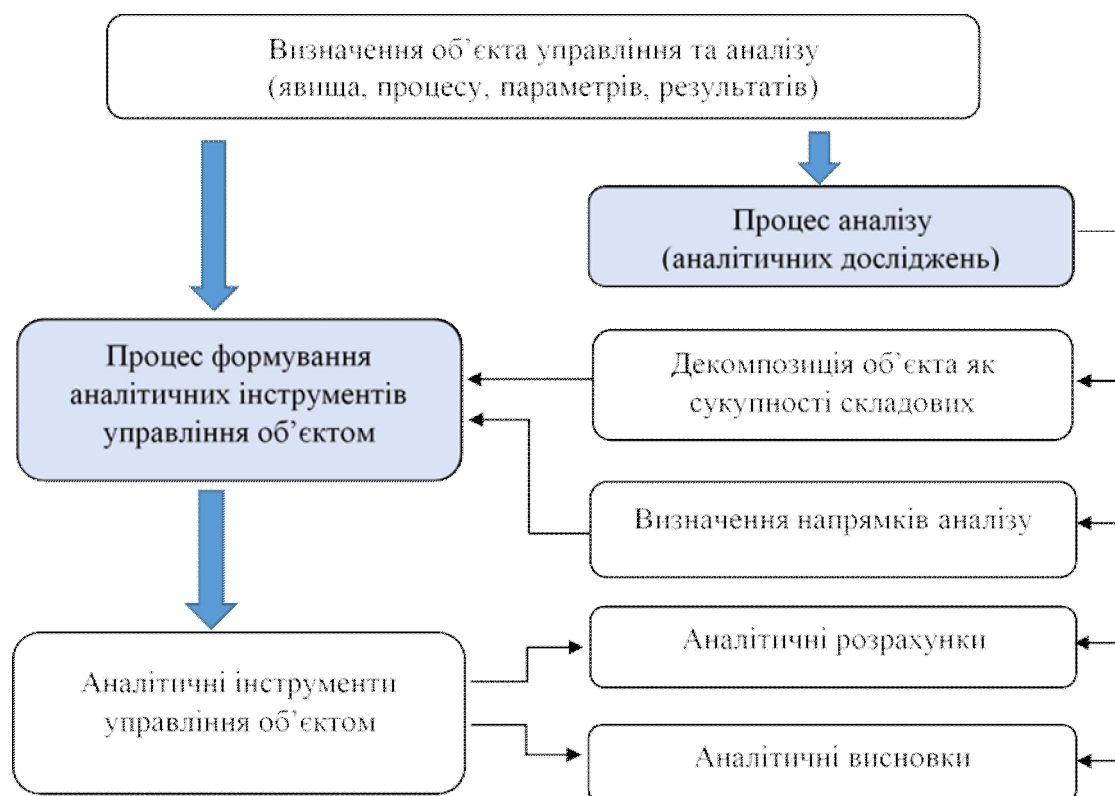 Визначення об’єкта управління та аналізу
(явища, процесу, параметрів, результатів)
Процес аналізу
(аналітичних досліджень)
Процес формування
аналітичних інструментів
управління об’єктом
Декомпозиція об’єкта як
сукупності складових
Визначення напрямків аналізу
Аналітичні розрахунки
Аналітичні інструменти
управління об’єктом
Аналітичні висновки